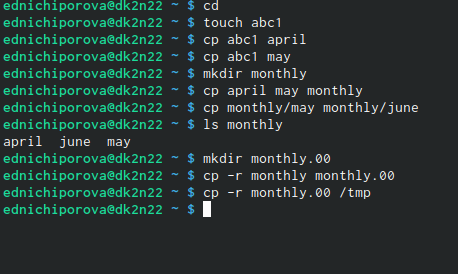 ednichiporova@dk2n22 ~ $ cd
ednichiporova@dk2n22 ~ $ touch abc1
ednichiporova@dk2n22 ~ $ cp abc1 april
ednichiporova@dk2n22 ~ $ cp abc1 may
ednichiporova@dk2n22 ~ $ mkdir monthly
ednichiporova@dk2n22 ~ $ cp april may monthly
ednichiporova@dk2n22 ~ $ cp monthly/may monthly/june
ednichiporova@dk2n22 ~ $ ls monthly
april  june  may
ednichiporova@dk2n22 ~ $ mkdir monthly.00
ednichiporova@dk2n22 ~ $ cp -r monthly monthly.00
ednichiporova@dk2n22 ~ $ cp -r monthly.00 /tmp
ednichiporova@dk2n22 ~ $